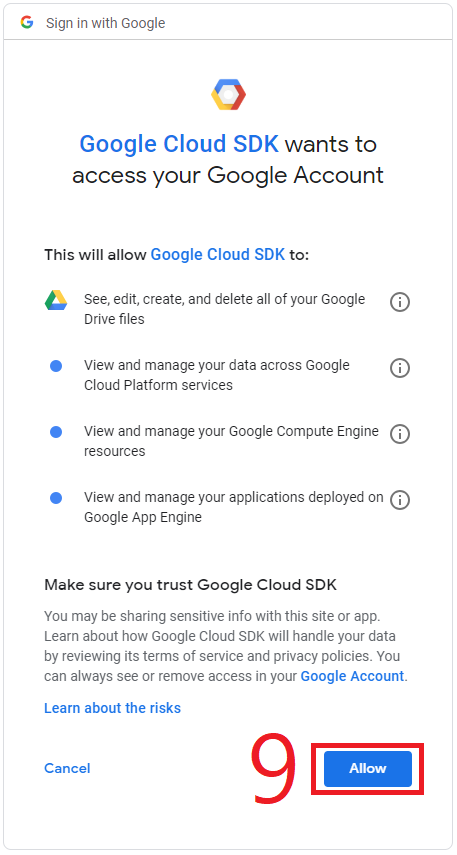 Sign in with Google
Google Cloud SDK wants to
access your Google Account
This will allow Google Cloud SDK to:
See, edit, create, and delete all of your Google
Drive files
View and manage your data across Google
Cloud Platform services
View and manage your Google Compute Engine
resources
View and manage your applications deployed on
Google App Engine
Make sure you trust Google Cloud SDK
You may be sharing sensitive info with this site or app.
Learn about how Google Cloud SDK will handle your data
by reviewing its terms of service and privacy policies. You
can always see or remove access in your Google Account.
Learn about the risks
Cancel
9
Allow